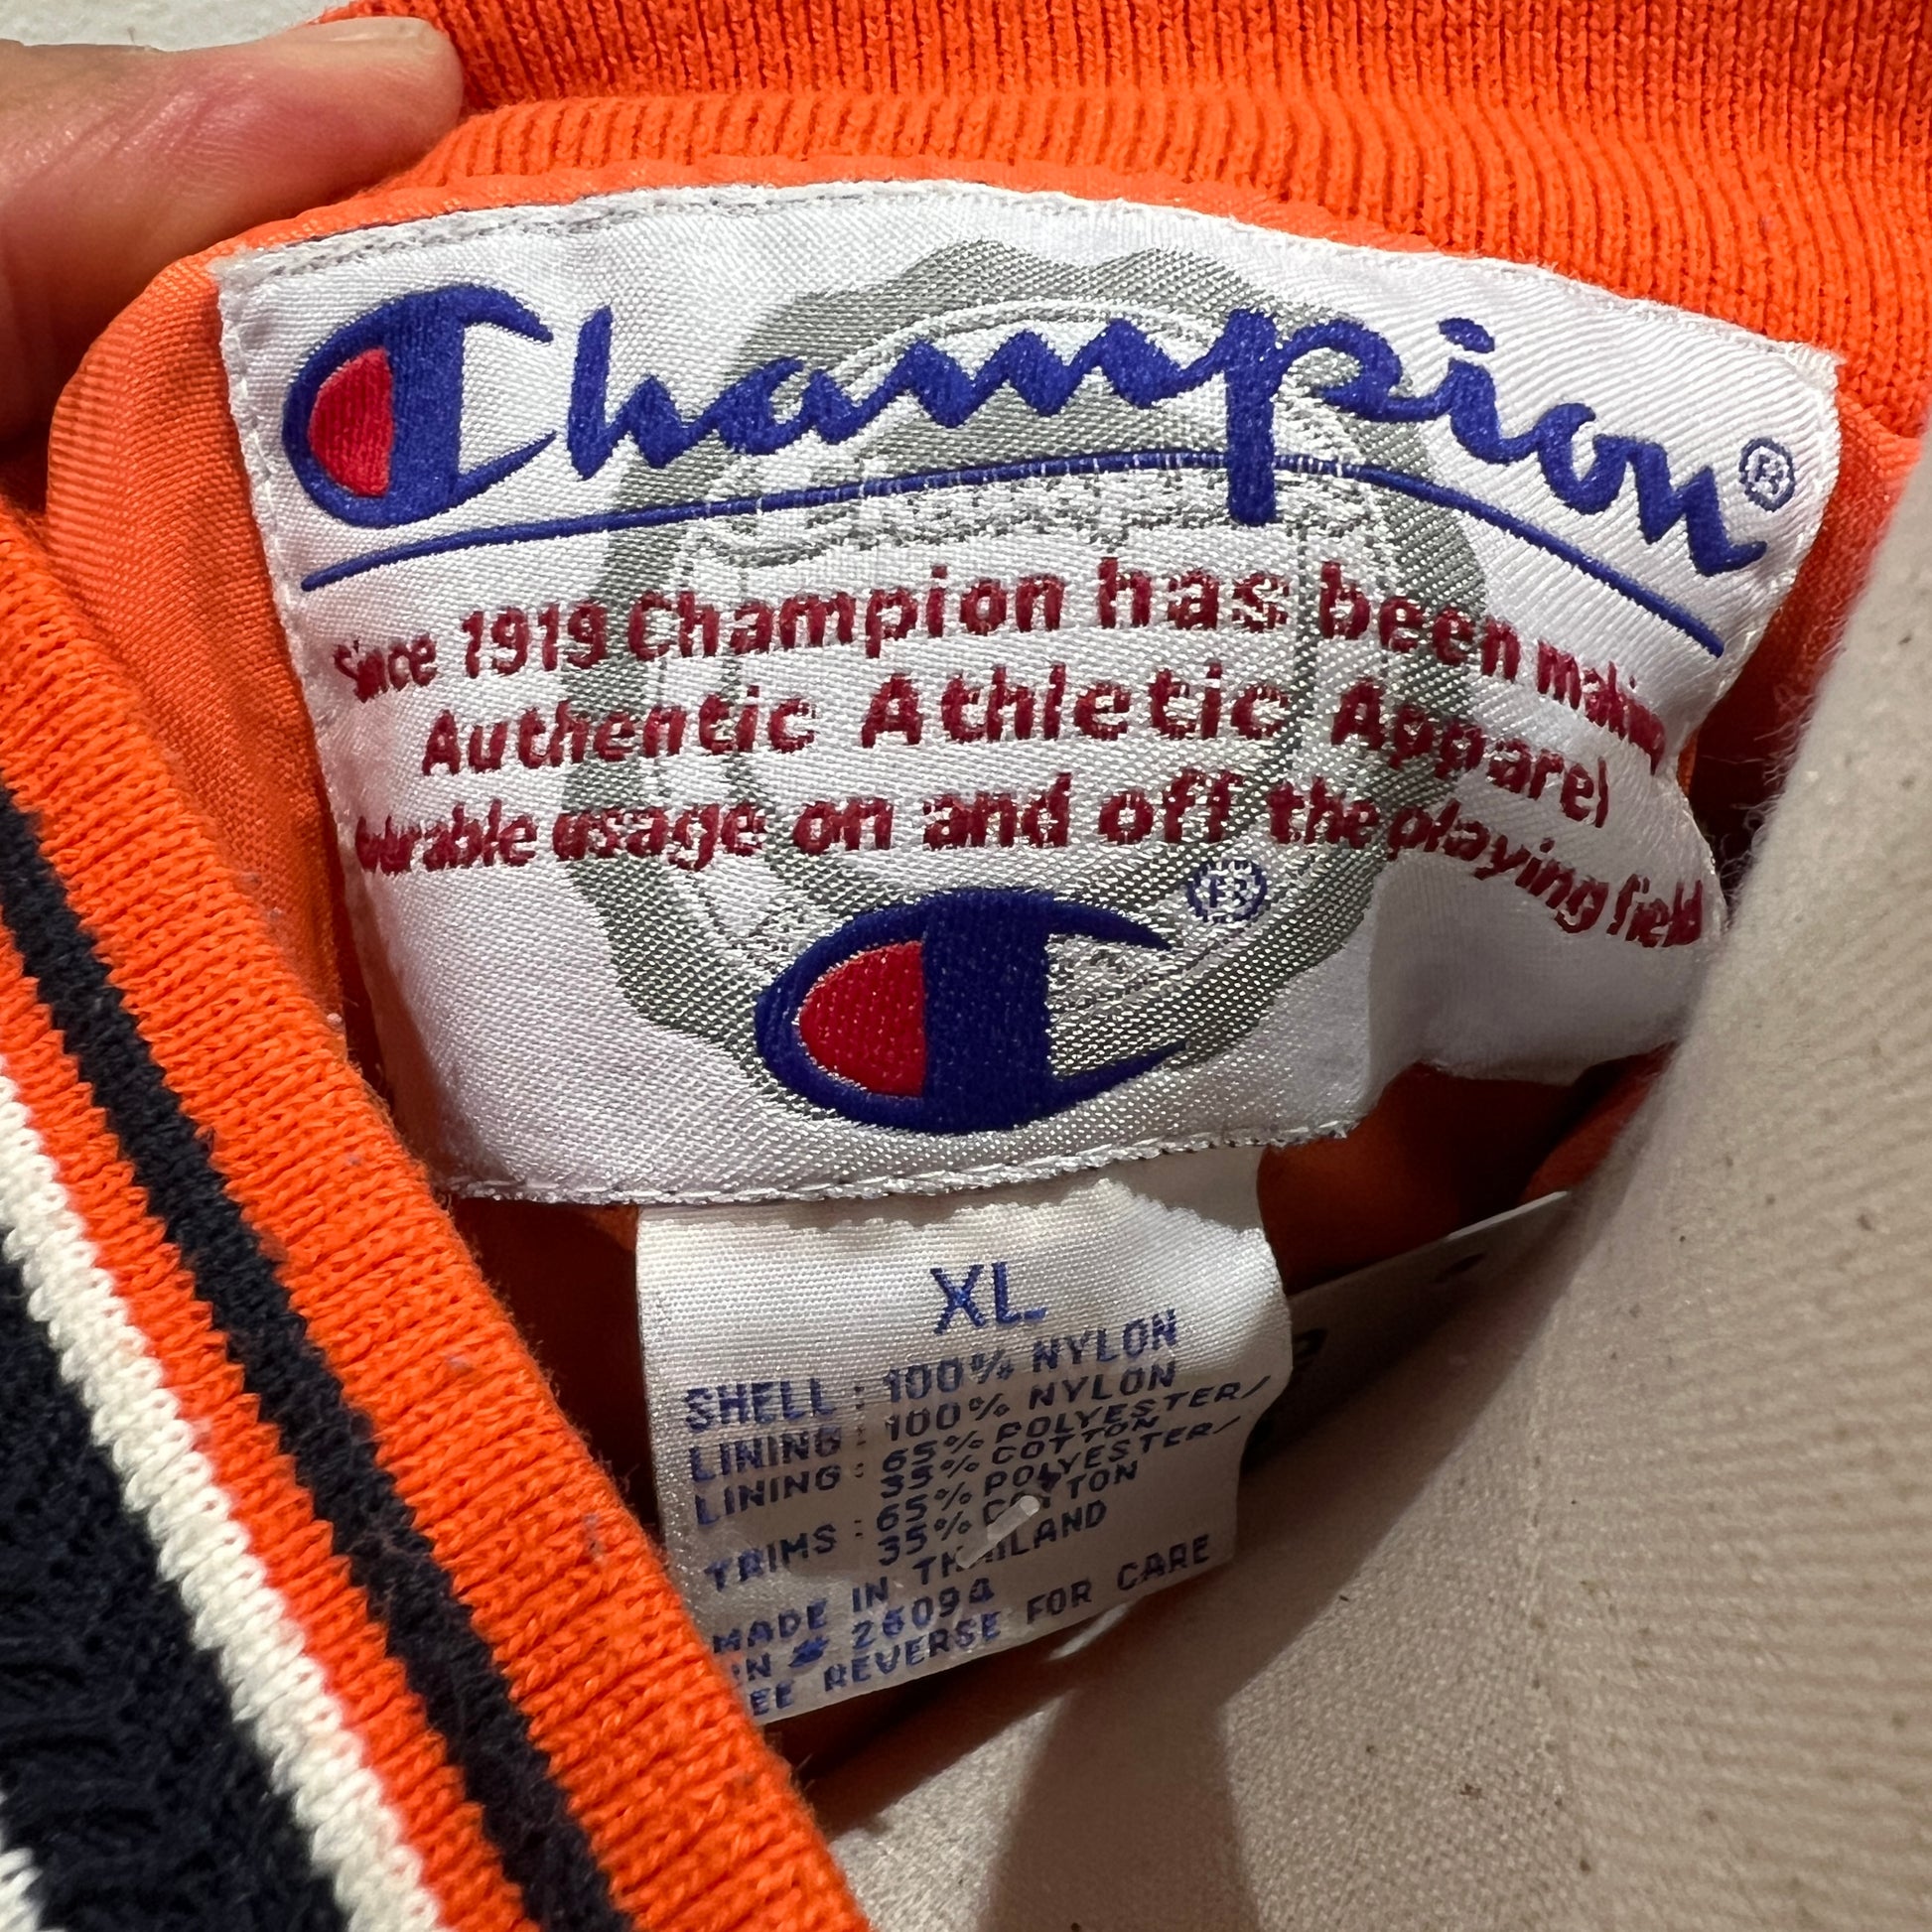 Champion®
Since 1919 Champion has been making
Authentic Athletic Apparel
durable usage on and off the playing field
XL
SHELL : 100% NYLON
LINING : 100% NYLON
LINING : 65% POLYESTER/
35% COTTON
TRIMS : 65% POLYESTER/
35% COTTON
MADE IN THAILAND
RN # 26094
SEE REVERSE FOR CARE